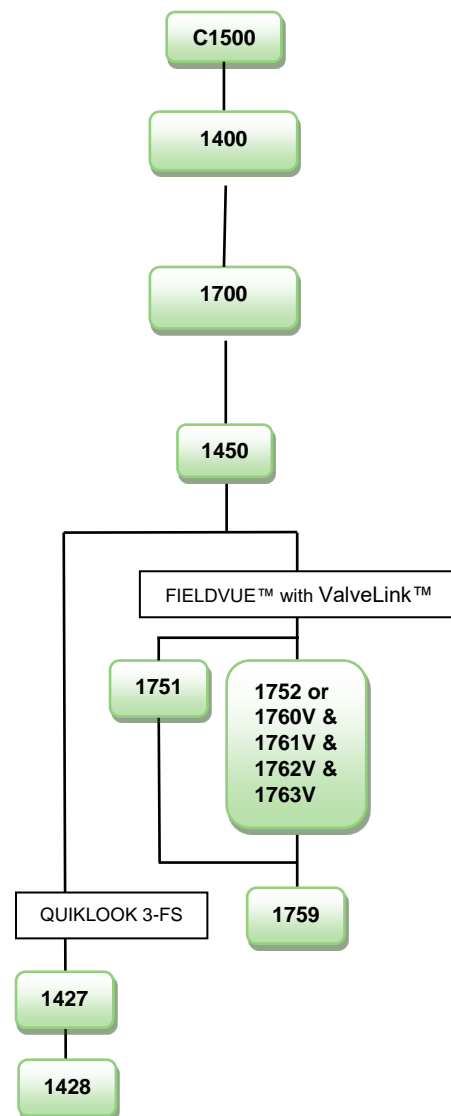 C1500
1400
1700
1450
FIELDVUE™ with ValveLink™
1751
1752 or
1760V &
1761V &
1762V &
1763V
QUIKLOOK 3-FS
1759
1427
1428